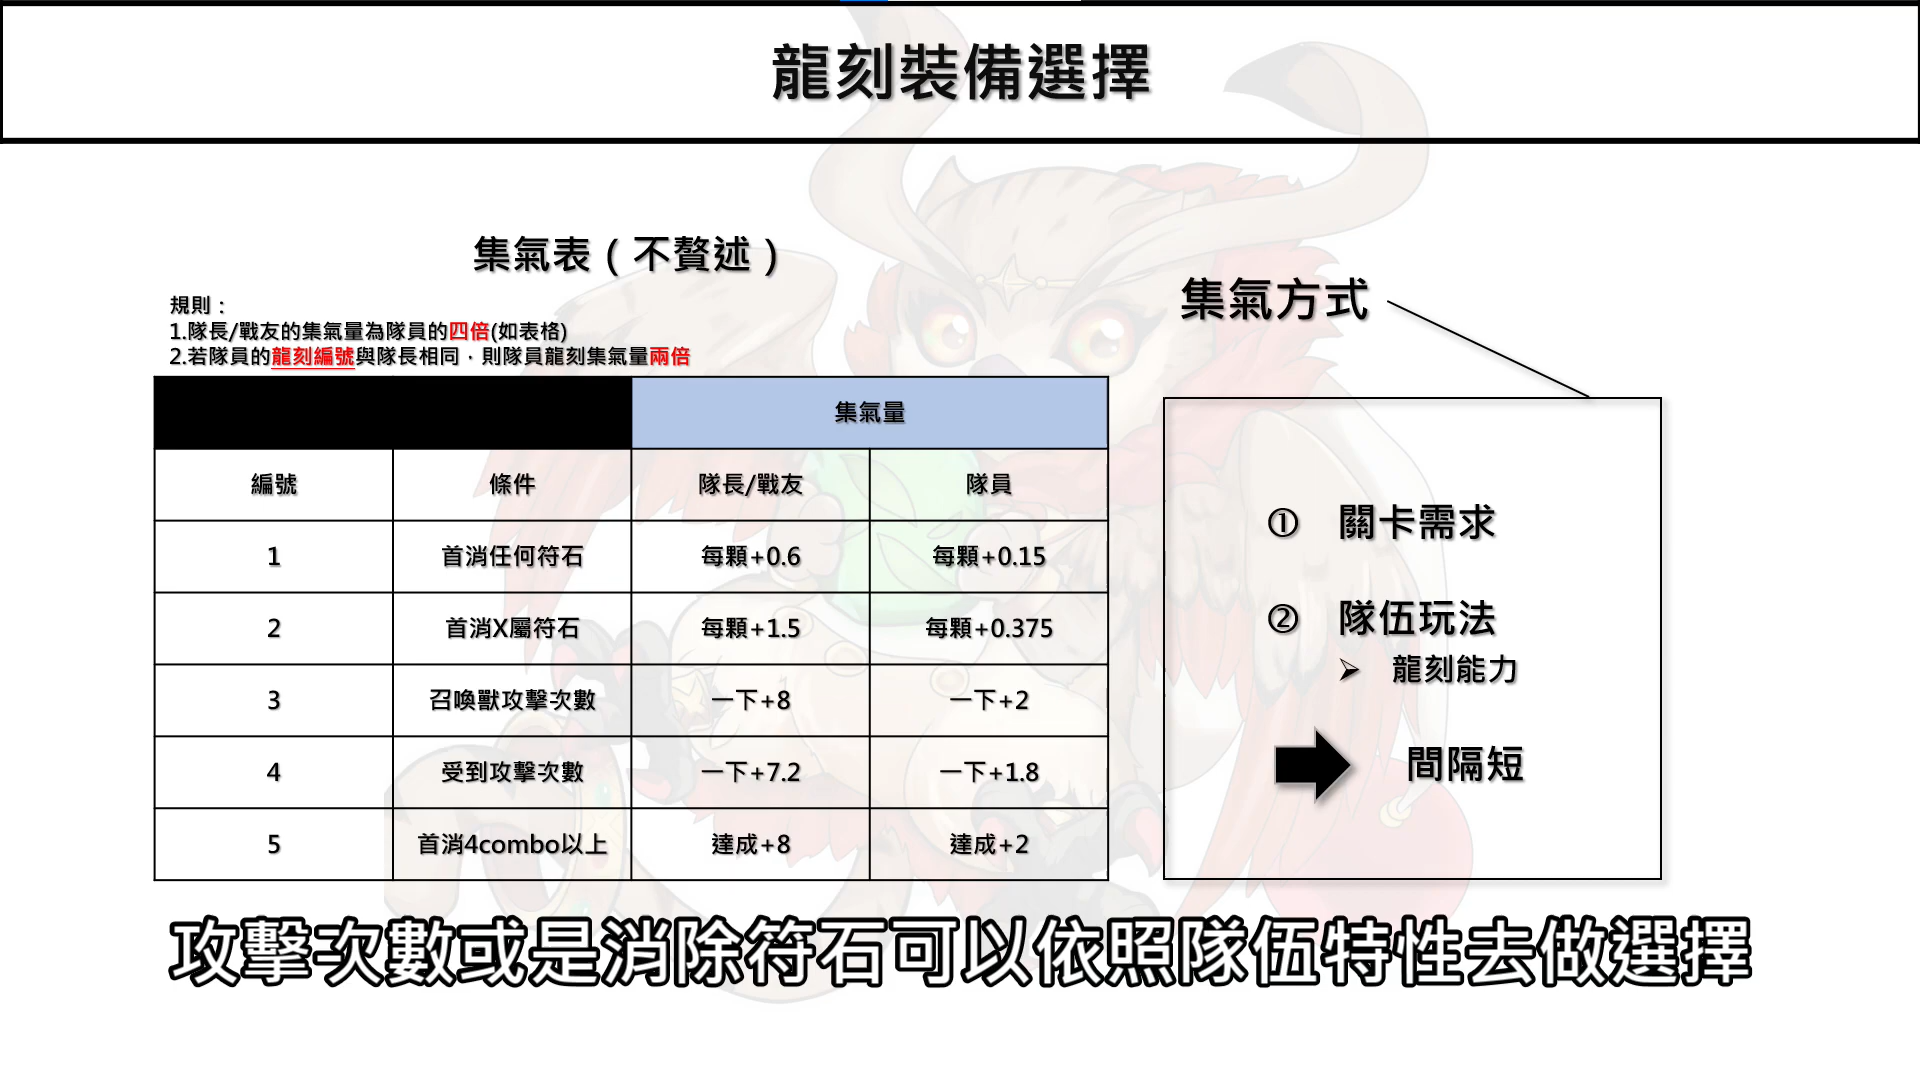 龍刻裝備選擇
集氣表（不贅述）
規則：
1.隊長/戰友的集氣量為隊員的四倍(如表格)
2.若隊員的龍刻編號與隊長相同，則隊員龍刻集氣量兩倍
集氣量
編號 條件 隊長/戰友 隊員
1 首消任何符石 每顆+0.6 每顆+0.15
2 首消X屬符石 每顆+1.5 每顆+0.375
3 召喚獸攻擊次數 一下+8 一下+2
4 受到攻擊次數 一下+7.2 一下+1.8
5 首消4combo以上 達成+8 達成+2
集氣方式
① 關卡需求
② 隊伍玩法
➢ 龍刻能力
間隔短
攻擊次數或是消除符石可以依照隊伍特性去做選擇